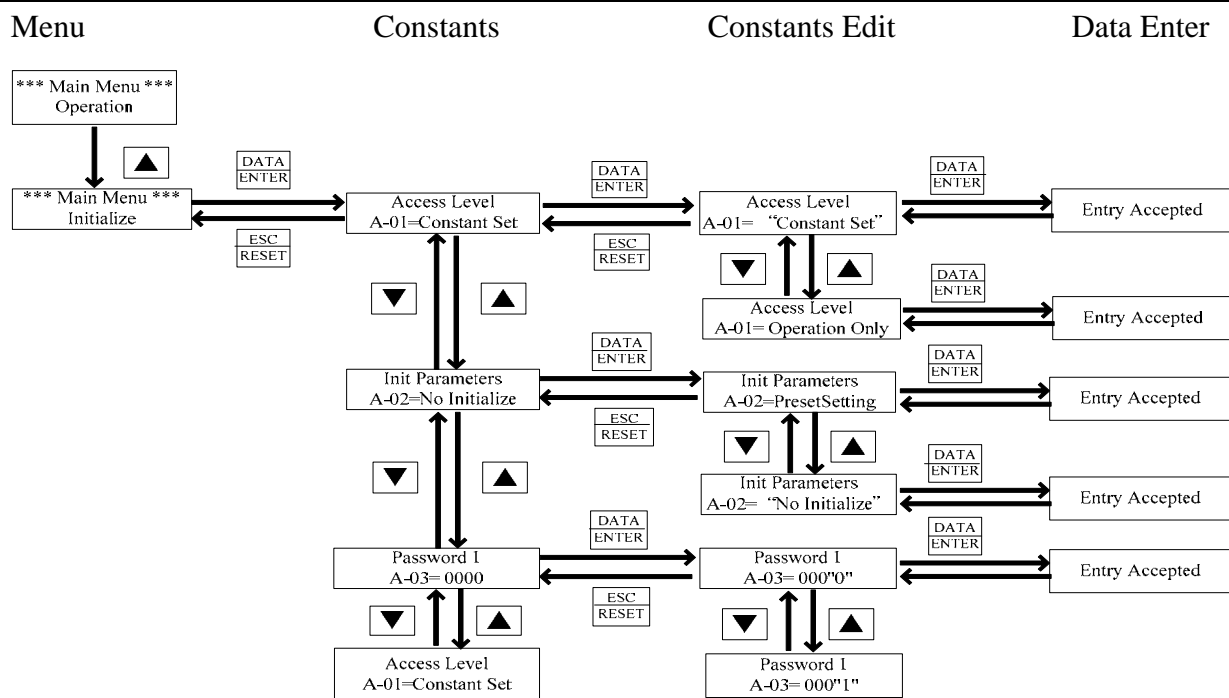 Menu
Constants
Constants Edit
Data Enter
*** Main Menu ***
Operation
*** Main Menu ***
Initialize
DATA
ENTER
ESC
RESET
Access Level
A-01=Constant Set
DATA
ENTER
ESC
RESET
Access Level
A-01= “Constant Set”
DATA
ENTER
Entry Accepted
Access Level
A-01= Operation Only
DATA
ENTER
Entry Accepted
Init Parameters
A-02=No Initialize
DATA
ENTER
ESC
RESET
Init Parameters
A-02=PresetSetting
DATA
ENTER
Entry Accepted
Init Parameters
A-02= “No Initialize”
DATA
ENTER
Entry Accepted
Password I
A-03= 0000
DATA
ENTER
ESC
RESET
Password I
A-03= 000"0"
DATA
ENTER
Entry Accepted
Access Level
A-01=Constant Set
Password I
A-03= 000"1"